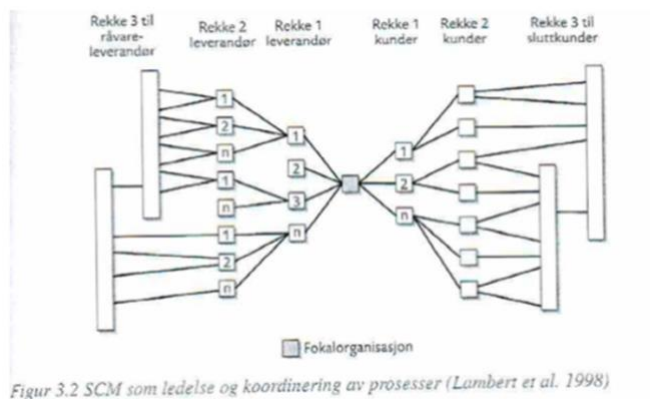 Rekke 3 til
råvare-
leverandør
Rekke 2
leverandør
Rekke 1
leverandør
Rekke 1
kunder
Rekke 2
kunder
Rekke 3 til
sluttkunder
1
2
n
1
n
1
2
n
1
2
3
n
1
2
n
Fokalorganisasjon
Figur 3.2 SCM som ledelse og koordinering av prosesser (Lambert et al. 1998)